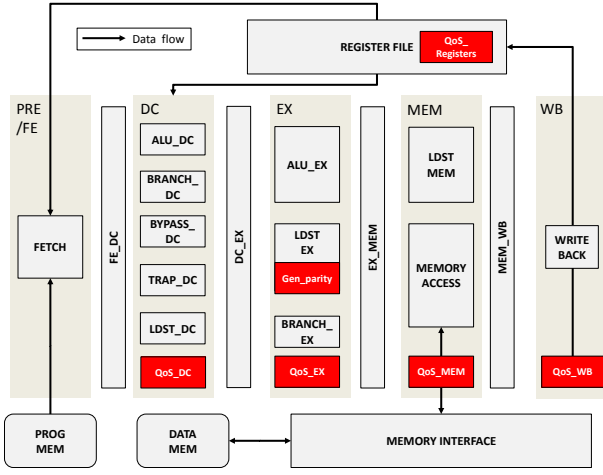 Data flow
REGISTER FILE
QoS_
Registers
PRE
/FE
DC
EX
MEM
WB
FETCH
FE_DC
ALU_DC
BRANCH_
DC
BYPASS_
DC
TRAP_DC
LDST_DC
QoS_DC
DC_EX
ALU_EX
LDST
EX
Gen_parity
BRANCH_
EX
QoS_EX
EX_MEM
LDST
MEM
MEMORY
ACCESS
QoS_MEM
MEM_WB
WRITE
BACK
QoS_WB
PROG
MEM
DATA
MEM
MEMORY INTERFACE